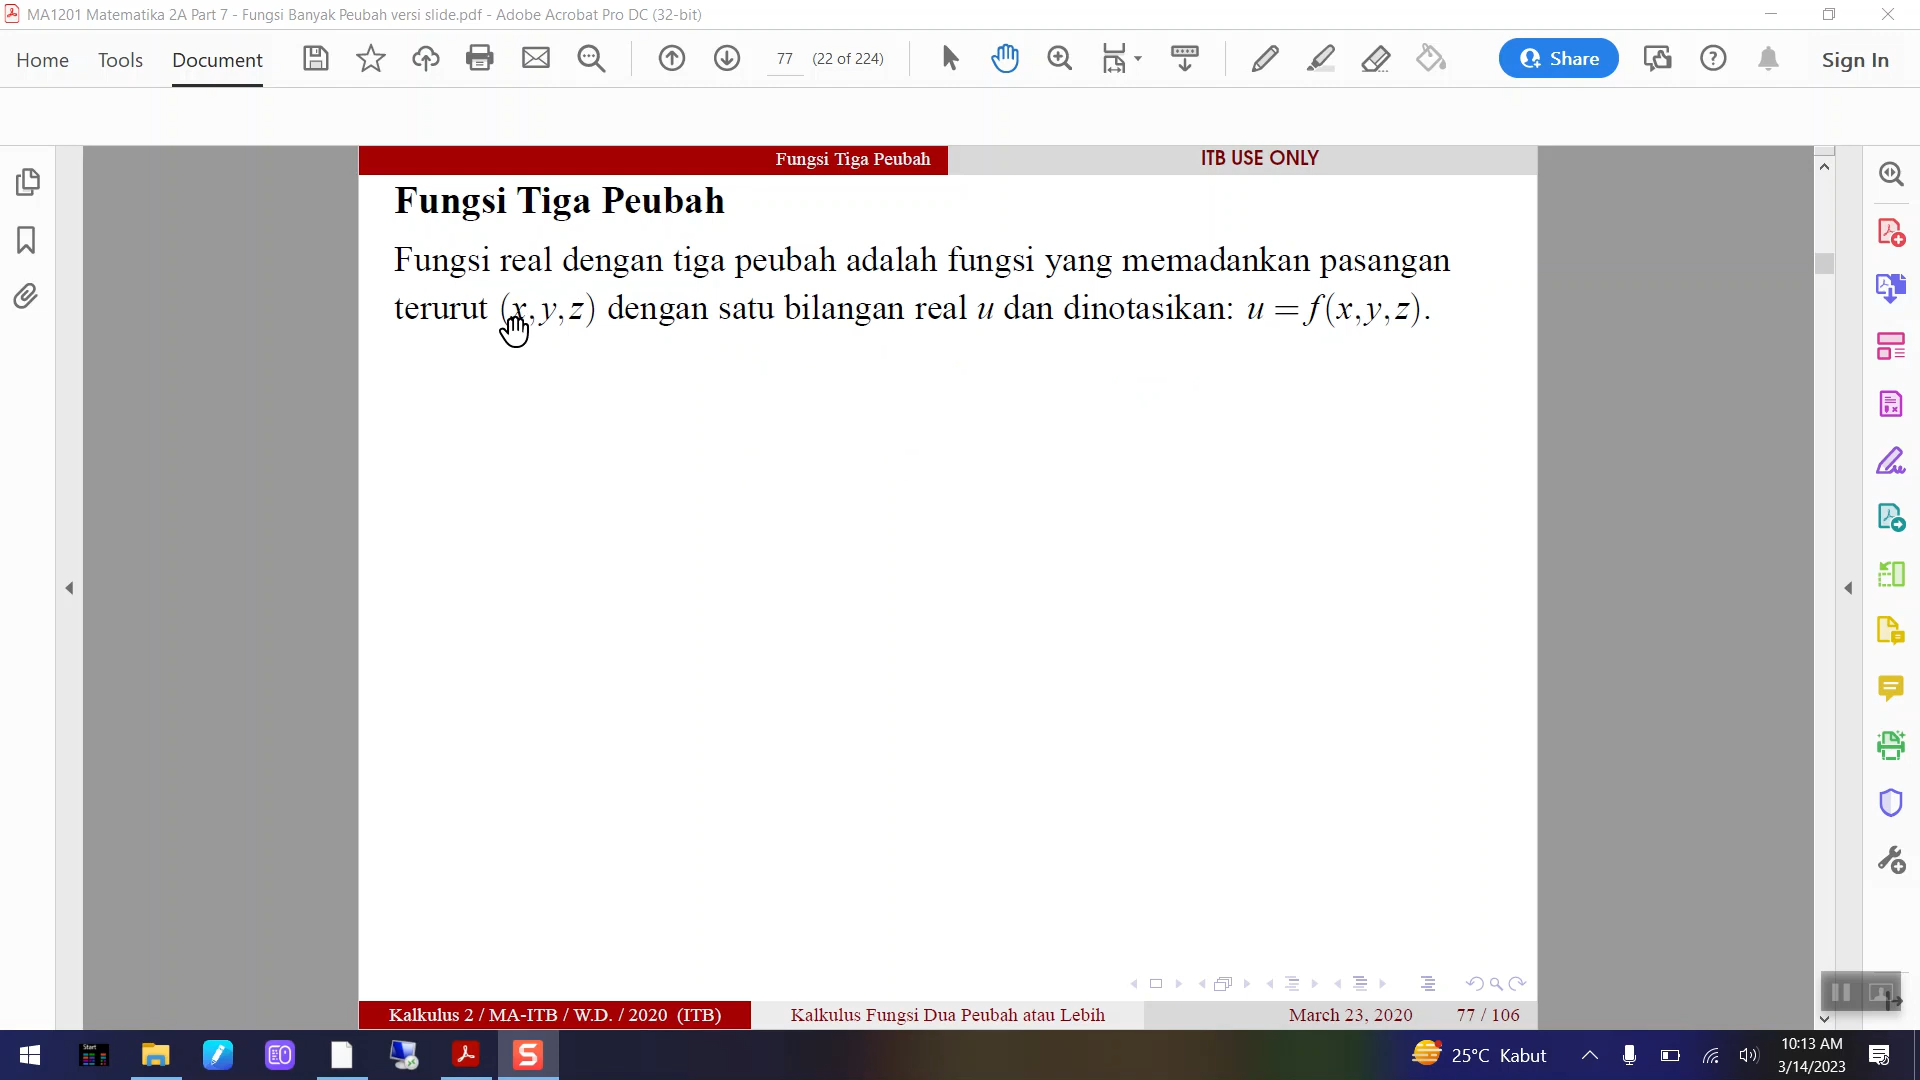 MA1201 Matematika 2A Part 7 - Fungsi Banyak Peubah versi slide.pdf - Adobe Acrobat Pro DC (32-bit)
Home Tools Document 77 (22 of 224) Share Sign In
Fungsi Tiga Peubah ITB USE ONLY
Fungsi Tiga Peubah
Fungsi real dengan tiga peubah adalah fungsi yang memadankan pasangan
terurut (x,y,z) dengan satu bilangan real u dan dinotasikan: u = f(x,y,z).
Kalkulus 2 / MA-ITB / W.D. / 2020 (ITB) Kalkulus Fungsi Dua Peubah atau Lebih March 23, 2020 77 / 106
Start
25°C Kabut
10:13 AM
3/14/2023